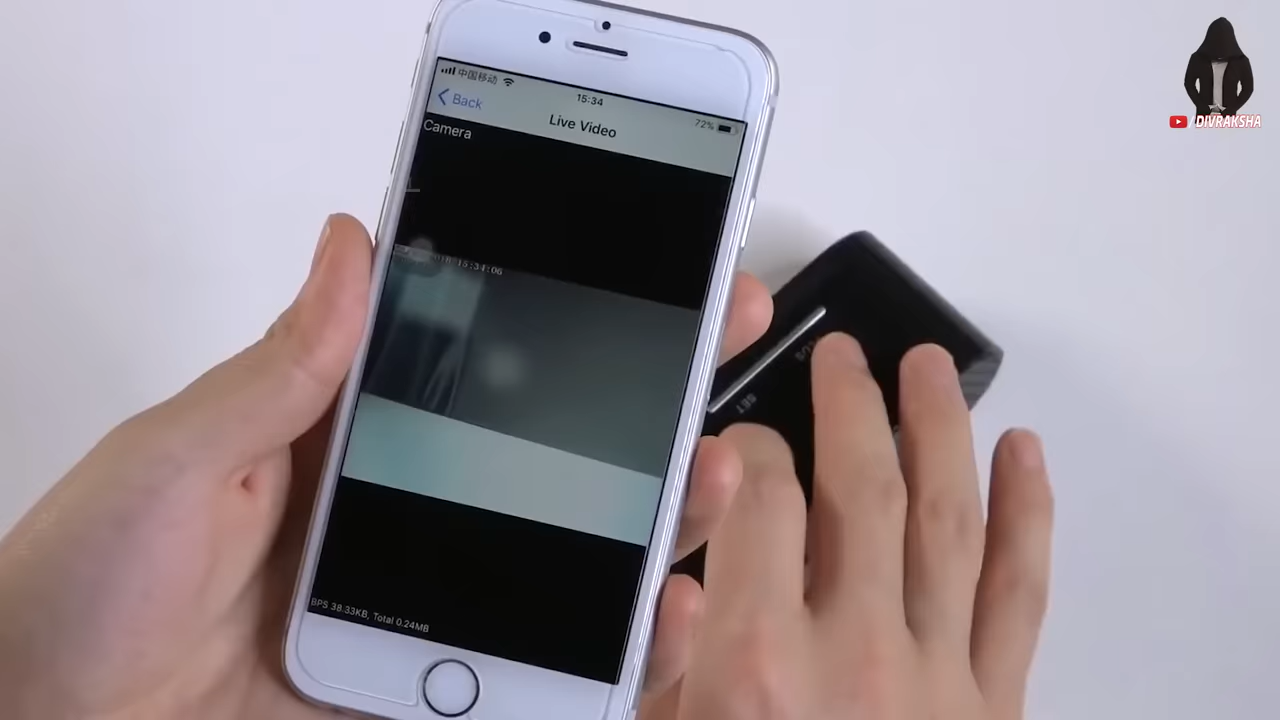 中国移动
15:34
72%
Back
Live Video
Camera
15:34:06
BPS 38.33KB, Total 0.24MB
SET
/DIVRAKSHA